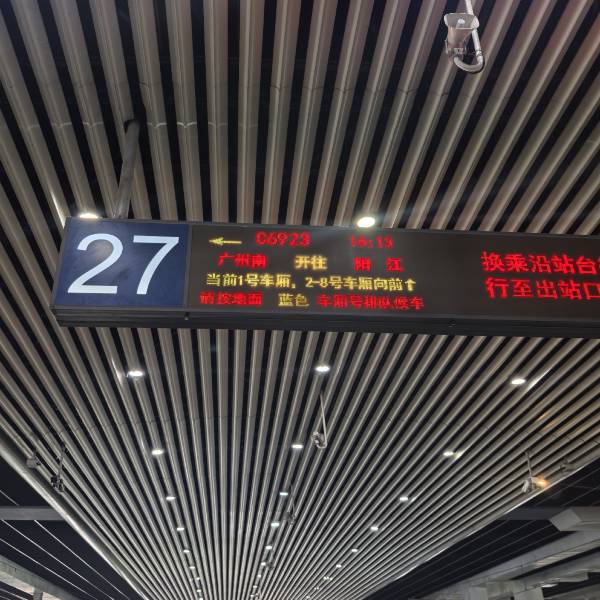 27
← C6923 16:13
广州南 开往 阳 江
当前1号车厢，2-8号车厢向前↑
请按地面 蓝色 车厢号排队候车
换乘沿站台
行至出站口